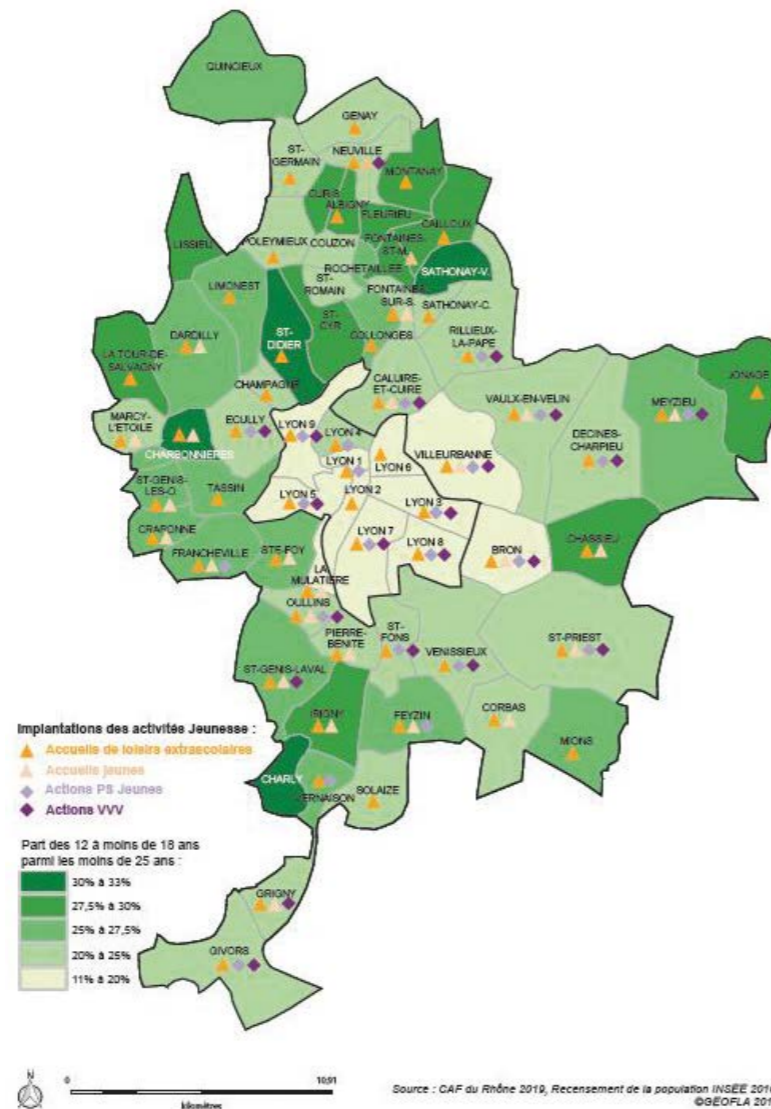 QUINCIEUX
GENAY
ST-
GERMAIN
NEUVILLE
MONTANAY
CURIS
ALBIGNY
FLEURIEU
CAILLOUX
LISSIEU
POLEYMIEUX
COUZON
FONTAINES-
ST-M.
ROCHETAILLEE
SATHONAY-V.
LIMONEST
ST-
ROMAIN
FONTAINES-
SUR-S.
SATHONAY-C.
DARDILLY
ST-
DIDIER
ST-
CYR
COLLONGES
RILLIEUX-
LA-PAPE
LA TOUR-DE-
SALVAGNY
CHAMPAGNE
CALUIRE-
ET-CUIRE
VAULX-EN-VELIN
MEYZIEU
JONAGE
MARCY-
L'ETOILE
ECULLY
LYON 9
LYON 4
DECINES-
CHARPIEU
CHARBONNIERES
LYON 1
LYON 6
VILLEURBANNE
ST-GENIS-
LES-O.
TASSIN
LYON 5
LYON 2
LYON 3
CRAPONNE
FRANCHEVILLE
STE-FOY
LYON 7
LYON 8
BRON
CHASSIEU
LA
MULATIERE
OULLINS
PIERRE-
BENITE
ST-
FONS
VENISSIEUX
ST-PRIEST
ST-GENIS-LAVAL
IRIGNY
FEYZIN
CORBAS
MIONS
CHARLY
VERNAISON
SOLAIZE
GRIGNY
GIVORS
Implantations des activités Jeunesse :
Accueils de loisirs extrascolaires
Accueils jeunes
Actions PS Jeunes
Actions VVV
Part des 12 à moins de 18 ans
parmi les moins de 25 ans :
30% à 33%
27,5% à 30%
25% à 27,5%
20% à 25%
11% à 20%
N
0
10,91
kilomètres
Source : CAF du Rhône 2019, Recensement de la population INSEE
©GEOFLA